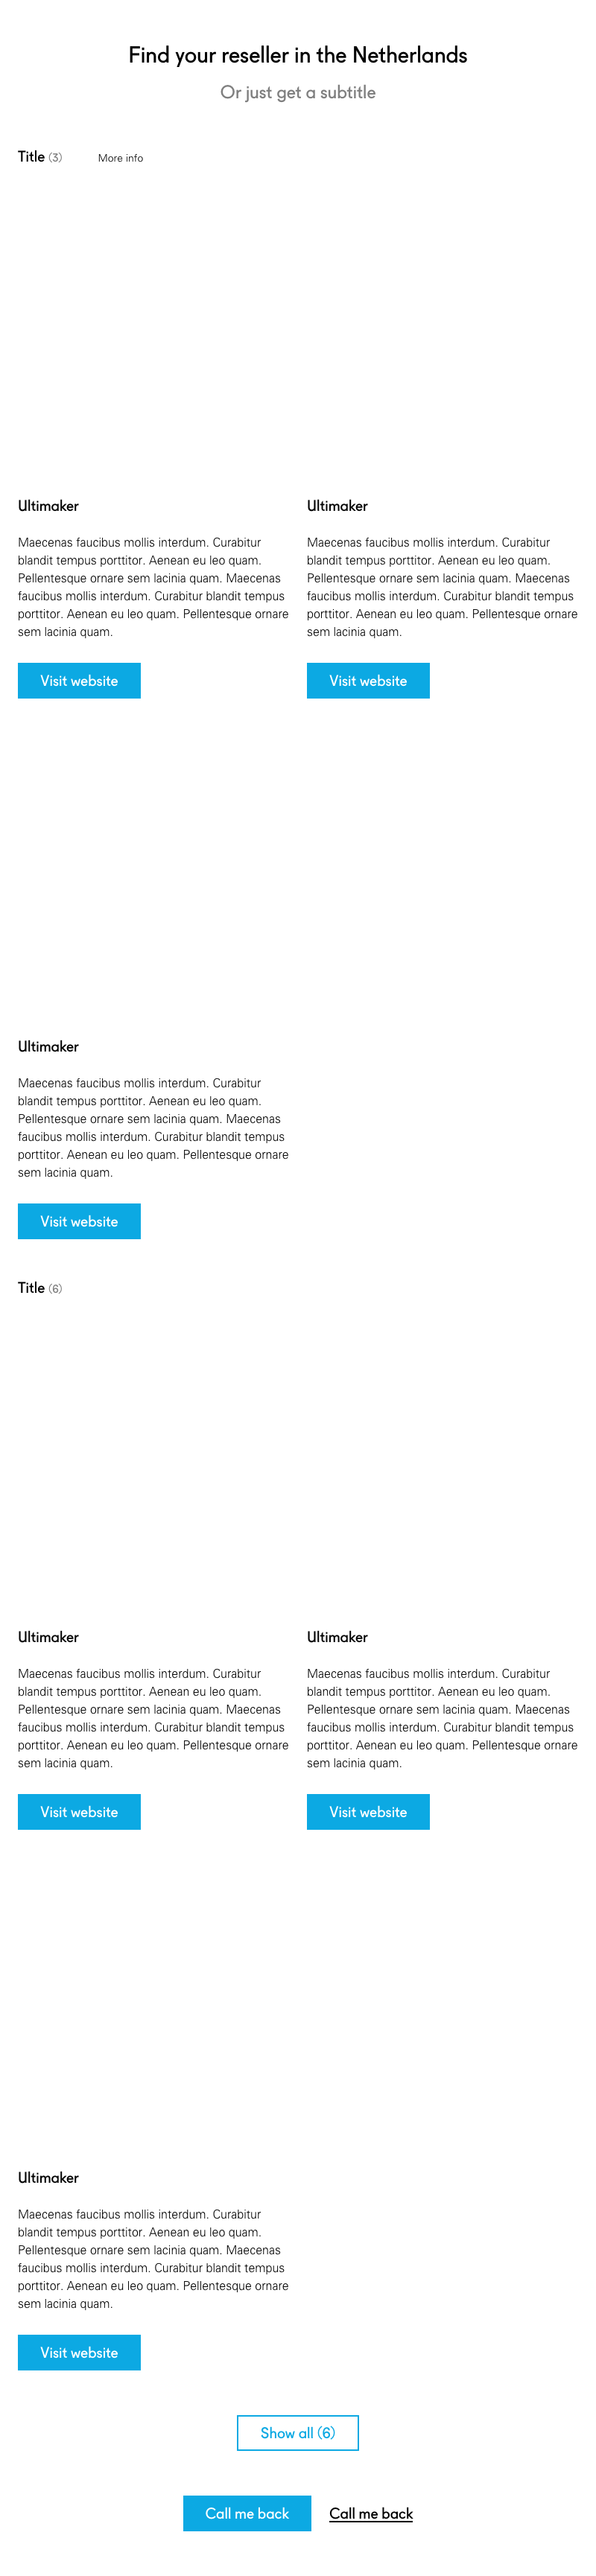 Find your reseller in the Netherlands
Or just get a subtitle
Title (3) More info
Ultimaker
Maecenas faucibus mollis interdum. Curabitur
blandit tempus porttitor. Aenean eu leo quam.
Pellentesque ornare sem lacinia quam. Maecenas
faucibus mollis interdum. Curabitur blandit tempus
porttitor. Aenean eu leo quam. Pellentesque ornare
sem lacinia quam.
Visit website
Ultimaker
Maecenas faucibus mollis interdum. Curabitur
blandit tempus porttitor. Aenean eu leo quam.
Pellentesque ornare sem lacinia quam. Maecenas
faucibus mollis interdum. Curabitur blandit tempus
porttitor. Aenean eu leo quam. Pellentesque ornare
sem lacinia quam.
Visit website
Ultimaker
Maecenas faucibus mollis interdum. Curabitur
blandit tempus porttitor. Aenean eu leo quam.
Pellentesque ornare sem lacinia quam. Maecenas
faucibus mollis interdum. Curabitur blandit tempus
porttitor. Aenean eu leo quam. Pellentesque ornare
sem lacinia quam.
Visit website
Title (6)
Ultimaker
Maecenas faucibus mollis interdum. Curabitur
blandit tempus porttitor. Aenean eu leo quam.
Pellentesque ornare sem lacinia quam. Maecenas
faucibus mollis interdum. Curabitur blandit tempus
porttitor. Aenean eu leo quam. Pellentesque ornare
sem lacinia quam.
Visit website
Ultimaker
Maecenas faucibus mollis interdum. Curabitur
blandit tempus porttitor. Aenean eu leo quam.
Pellentesque ornare sem lacinia quam. Maecenas
faucibus mollis interdum. Curabitur blandit tempus
porttitor. Aenean eu leo quam. Pellentesque ornare
sem lacinia quam.
Visit website
Ultimaker
Maecenas faucibus mollis interdum. Curabitur
blandit tempus porttitor. Aenean eu leo quam.
Pellentesque ornare sem lacinia quam. Maecenas
faucibus mollis interdum. Curabitur blandit tempus
porttitor. Aenean eu leo quam. Pellentesque ornare
sem lacinia quam.
Visit website
Show all (6)
Call me back Call me back